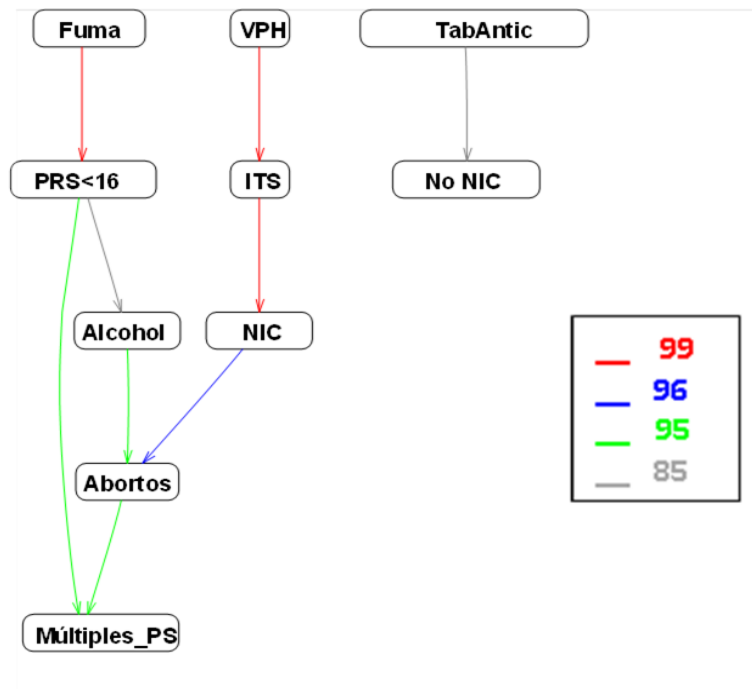 Fuma
VPH
TabAntic
PRS<16
ITS
No NIC
Alcohol
NIC
99
96
95
85
Abortos
Múltiples_PS